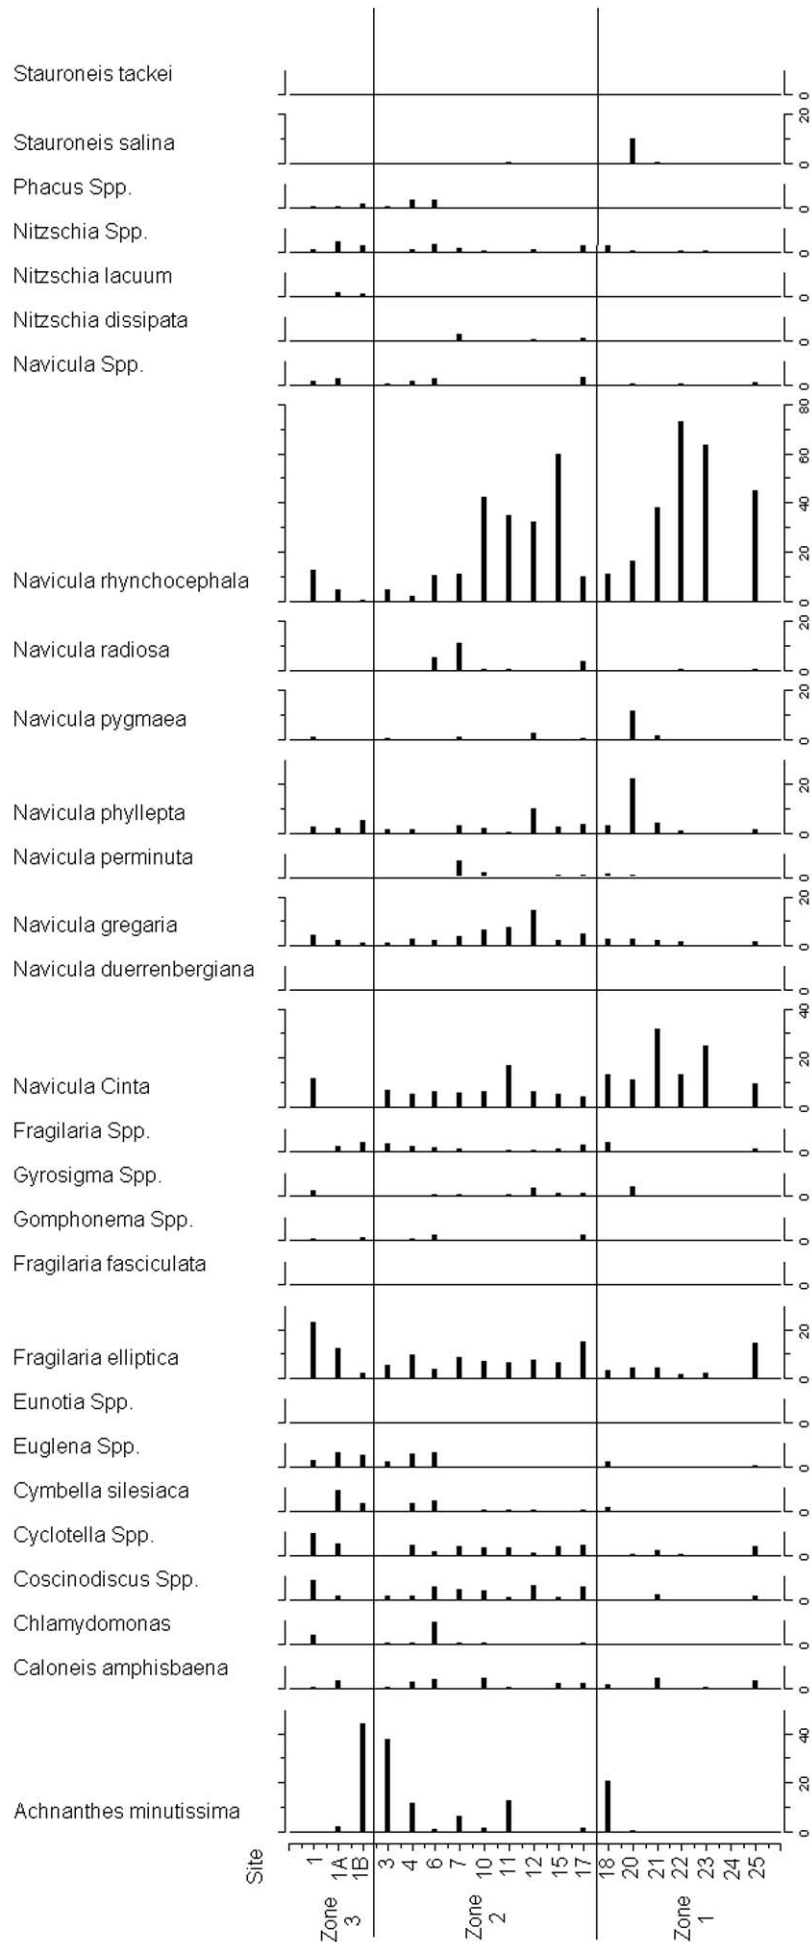 Stauroneis tackei
0
20
Stauroneis salina
0
Phacus Spp.
0
Nitzschia Spp.
0
Nitzschia lacuum
0
Nitzschia dissipata
0
Navicula Spp.
0
80
60
40
20
Navicula rhynchocephala
0
20
Navicula radiosa
0
20
Navicula pygmaea
0
20
Navicula phyllepta
0
Navicula perminuta
0
20
Navicula gregaria
0
Navicula duerrenbergiana
0
40
20
Navicula Cinta
0
Fragilaria Spp.
0
Gyrosigma Spp.
0
Gomphonema Spp.
0
Fragilaria fasciculata
0
20
Fragilaria elliptica
0
Eunotia Spp.
0
Euglena Spp.
0
Cymbella silesiaca
0
Cyclotella Spp.
0
Coscinodiscus Spp.
0
Chlamydomonas
0
Caloneis amphisbaena
0
40
20
Achnanthes minutissima
0
Site
1 1A 1B 3 4 6 7 10 11 12 15 17 18 20 21 22 23 24 25
Zone 3
Zone 2
Zone 1